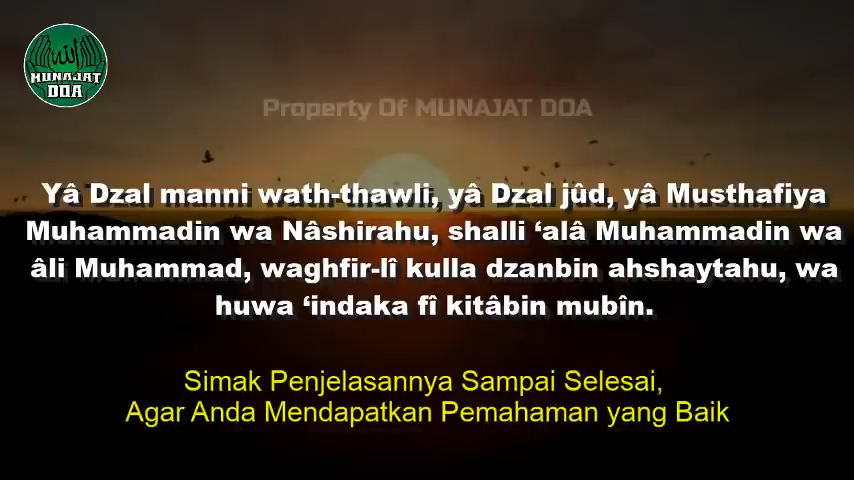 MUNAJAT
DOA
Property Of MUNAJAT DOA
Yâ Dzal manni wath-thawli, yâ Dzal jûd, yâ Musthafiya
Muhammadin wa Nâshirahu, shalli ‘alâ Muhammadin wa
âli Muhammad, waghfir-lî kulla dzanbin ahshaytahu, wa
huwa ‘indaka fî kitâbin mubîn.
Simak Penjelasannya Sampai Selesai,
Agar Anda Mendapatkan Pemahaman yang Baik